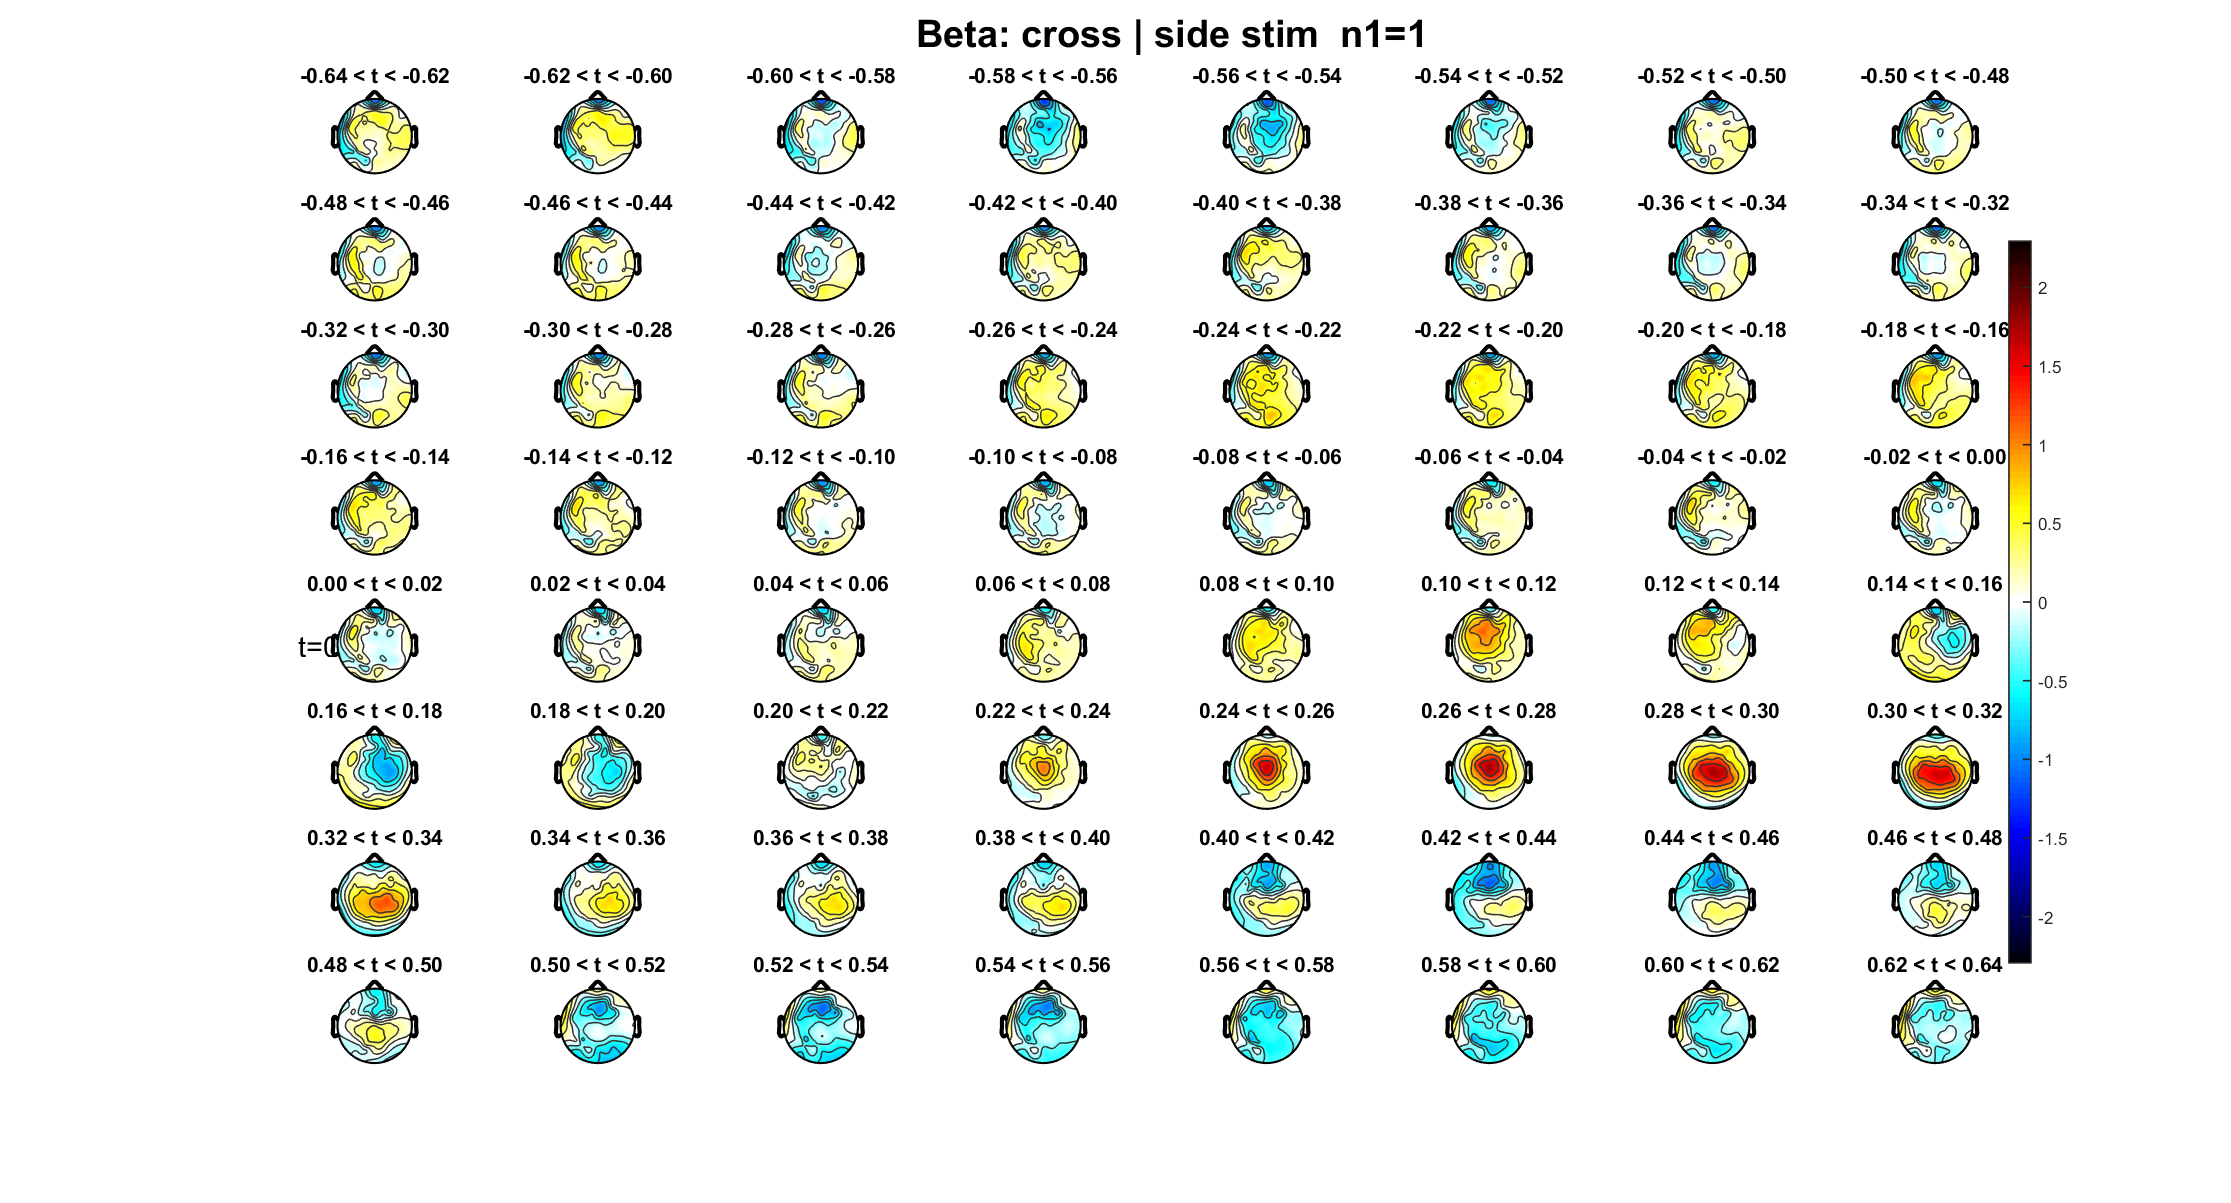 Beta: cross | side stim  n1=1
-0.64 < t < -0.62
-0.62 < t < -0.60
-0.60 < t < -0.58
-0.58 < t < -0.56
-0.56 < t < -0.54
-0.54 < t < -0.52
-0.52 < t < -0.50
-0.50 < t < -0.48
-0.48 < t < -0.46
-0.46 < t < -0.44
-0.44 < t < -0.42
-0.42 < t < -0.40
-0.40 < t < -0.38
-0.38 < t < -0.36
-0.36 < t < -0.34
-0.34 < t < -0.32
-0.32 < t < -0.30
-0.30 < t < -0.28
-0.28 < t < -0.26
-0.26 < t < -0.24
-0.24 < t < -0.22
-0.22 < t < -0.20
-0.20 < t < -0.18
-0.18 < t < -0.16
-0.16 < t < -0.14
-0.14 < t < -0.12
-0.12 < t < -0.10
-0.10 < t < -0.08
-0.08 < t < -0.06
-0.06 < t < -0.04
-0.04 < t < -0.02
-0.02 < t < 0.00
0.00 < t < 0.02
0.02 < t < 0.04
0.04 < t < 0.06
0.06 < t < 0.08
0.08 < t < 0.10
0.10 < t < 0.12
0.12 < t < 0.14
0.14 < t < 0.16
t=0
0.16 < t < 0.18
0.18 < t < 0.20
0.20 < t < 0.22
0.22 < t < 0.24
0.24 < t < 0.26
0.26 < t < 0.28
0.28 < t < 0.30
0.30 < t < 0.32
0.32 < t < 0.34
0.34 < t < 0.36
0.36 < t < 0.38
0.38 < t < 0.40
0.40 < t < 0.42
0.42 < t < 0.44
0.44 < t < 0.46
0.46 < t < 0.48
0.48 < t < 0.50
0.50 < t < 0.52
0.52 < t < 0.54
0.54 < t < 0.56
0.56 < t < 0.58
0.58 < t < 0.60
0.60 < t < 0.62
0.62 < t < 0.64
2
1.5
1
0.5
0
-0.5
-1
-1.5
-2